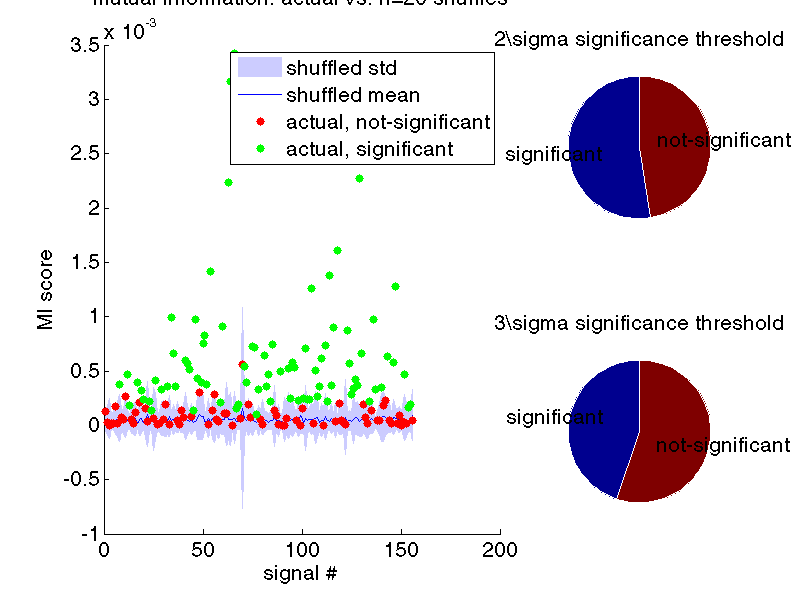 mutual information: actual vs. n=20 shuffles
x 10^-3
3.5
3
2.5
2
1.5
1
0.5
0
-0.5
-1
0
50
100
150
200
MI score
signal #
shuffled std
shuffled mean
actual, not-significant
actual, significant
2\sigma significance threshold
significant
not-significant
3\sigma significance threshold
significant
not-significant